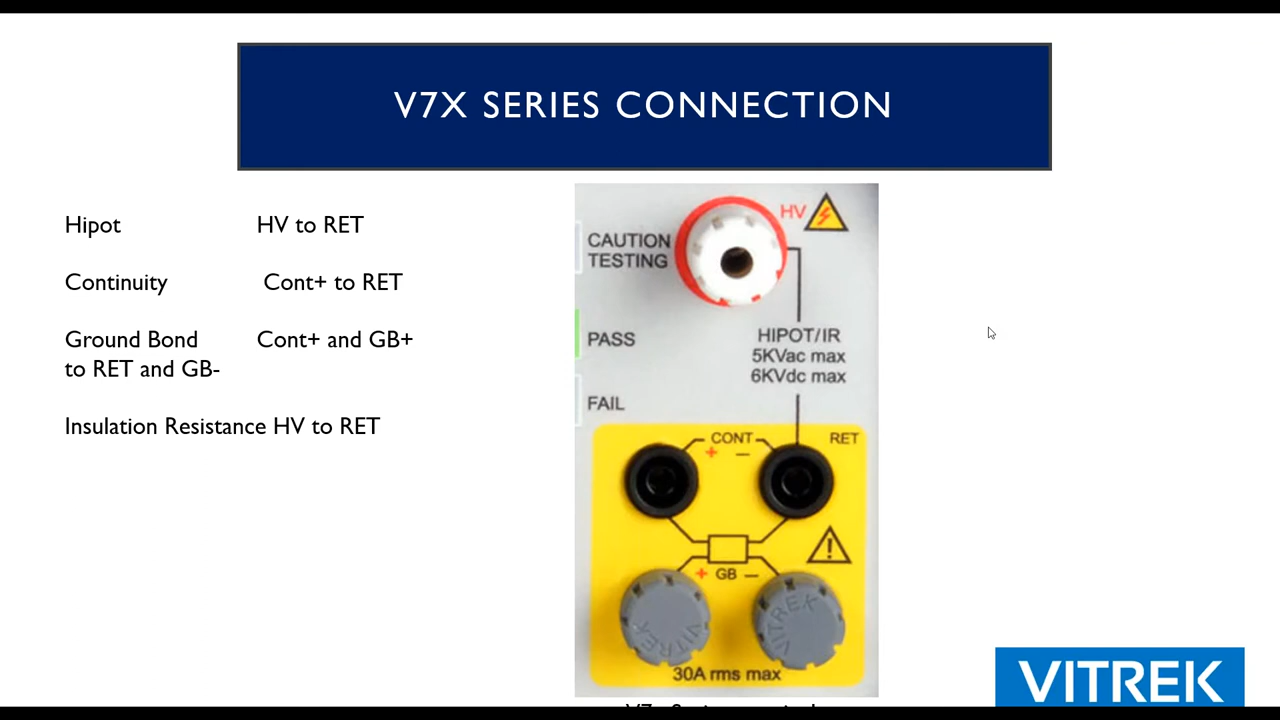 V7X SERIES CONNECTION
Hipot HV to RET
Continuity Cont+ to RET
Ground Bond Cont+ and GB+
to RET and GB-
Insulation Resistance HV to RET
HV
CAUTION
TESTING
HIPOT/IR
5KVac max
6KVdc max
PASS
FAIL
CONT RET
+ −
+ GB −
VITREK VITREK
30A rms max
VITREK